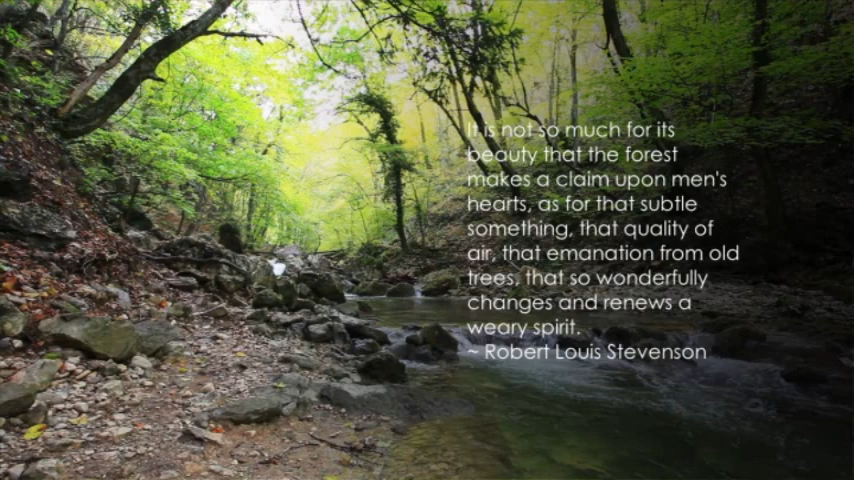 It is not so much for its
beauty that the forest
makes a claim upon men's
hearts, as for that subtle
something, that quality of
air, that emanation from old
trees, that so wonderfully
changes and renews a
weary spirit.
~ Robert Louis Stevenson